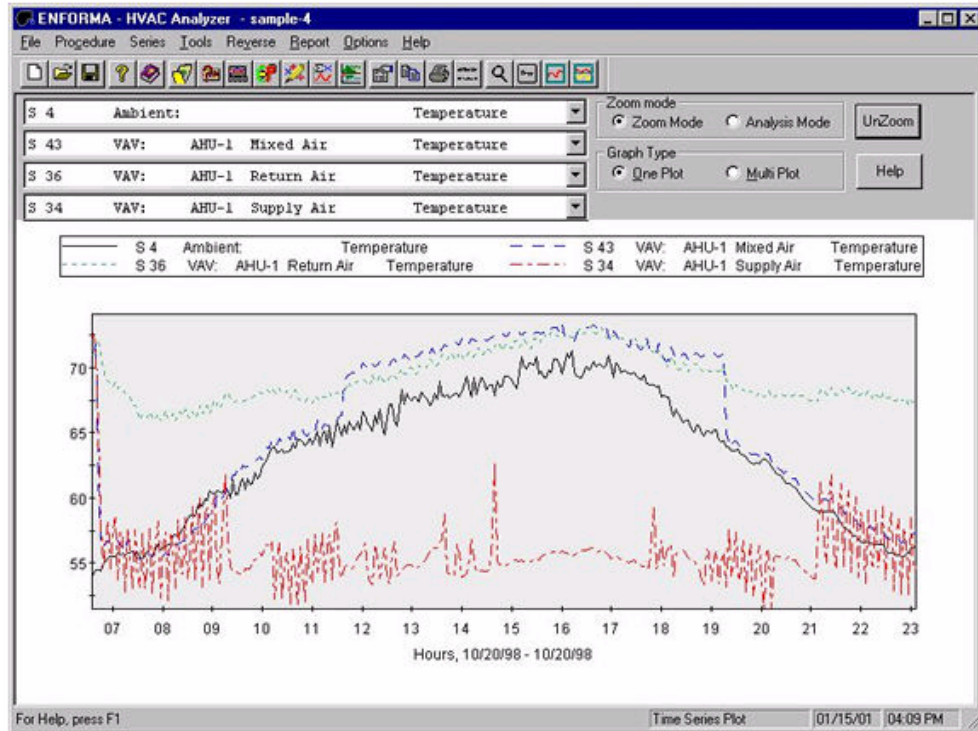 ENFORMA - HVAC Analyzer - sample-4
File Procedure Series Tools Reverse Report Options Help
S 4 Ambient: Temperature
S 43 VAV: AHU-1 Mixed Air Temperature
S 36 VAV: AHU-1 Return Air Temperature
S 34 VAV: AHU-1 Supply Air Temperature
Zoom mode
Zoom Mode Analysis Mode
UnZoom
Graph Type
One Plot Multi Plot
Help
S 4 Ambient: Temperature S 43 VAV: AHU-1 Mixed Air Temperature
S 36 VAV: AHU-1 Return Air Temperature S 34 VAV: AHU-1 Supply Air Temperature
70
65
60
55
07 08 09 10 11 12 13 14 15 16 17 18 19 20 21 22 23
Hours, 10/20/98 - 10/20/98
For Help, press F1 Time Series Plot 01/15/01 04:09 PM